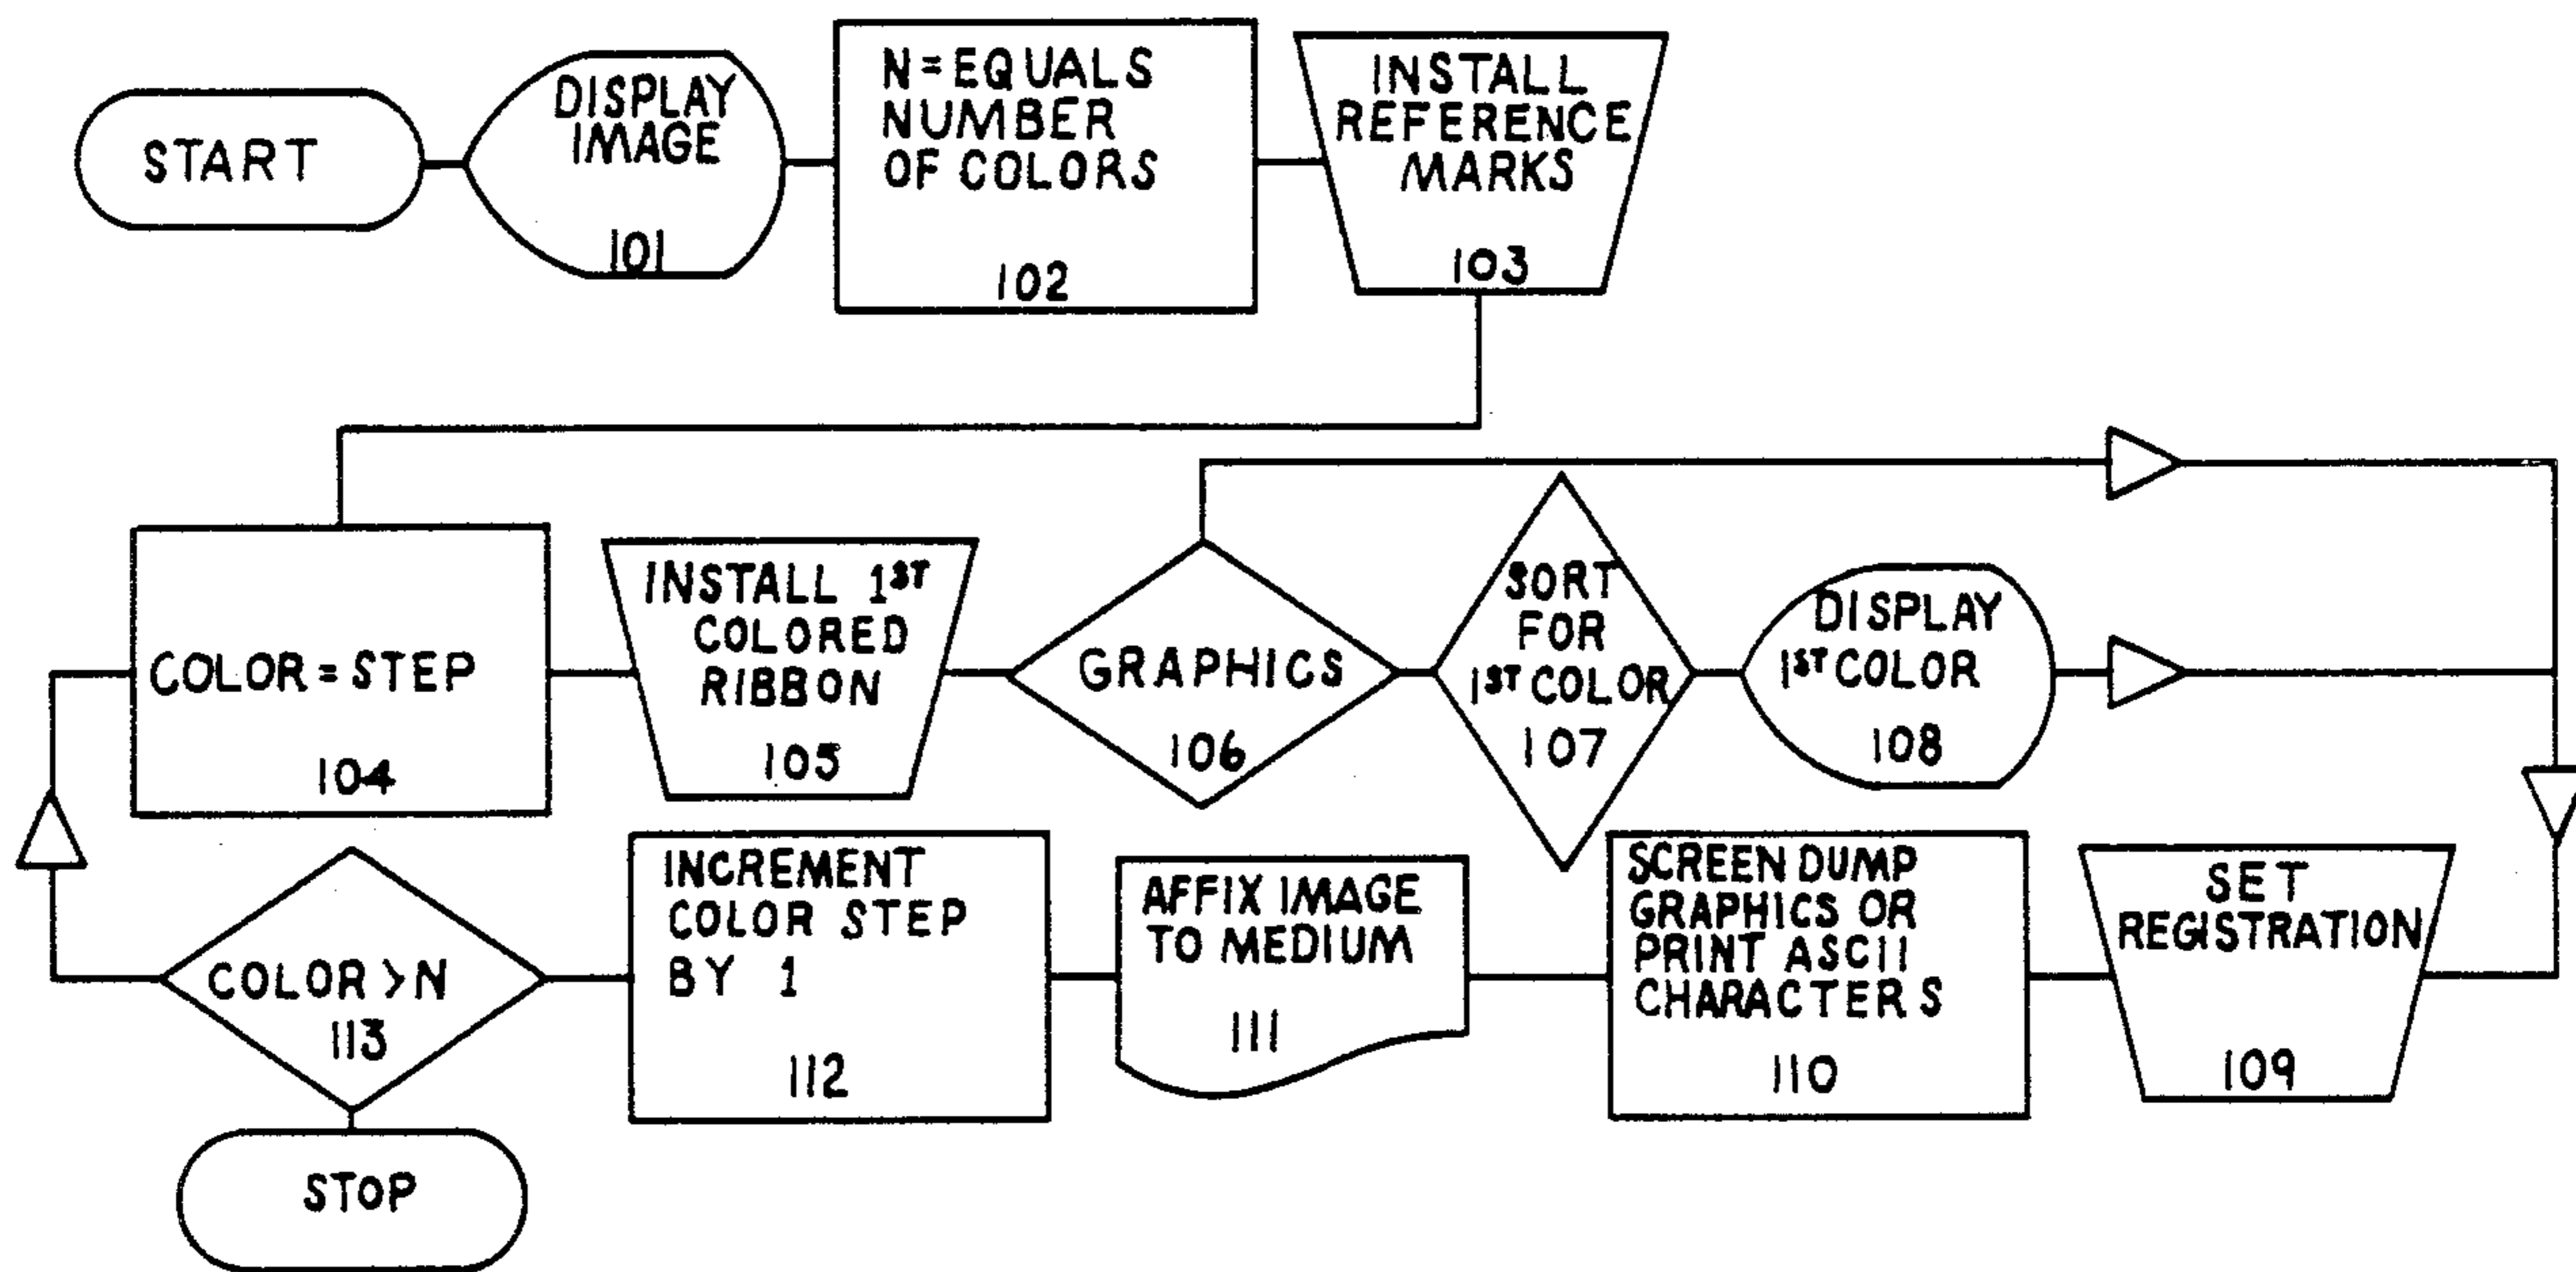 START
DISPLAY
IMAGE
101
N=EQUALS
NUMBER
OF COLORS
102
INSTALL
REFERENCE
MARKS
103
COLOR=STEP
104
INSTALL 1ST
COLORED
RIBBON
105
GRAPHICS
106
SORT
FOR
1ST COLOR
107
DISPLAY
1ST COLOR
108
SET
REGISTRATION
109
SCREEN DUMP
GRAPHICS OR
PRINT ASCII
CHARACTERS
110
AFFIX IMAGE
TO MEDIUM
111
INCREMENT
COLOR STEP
BY 1
112
COLOR >N
113
STOP